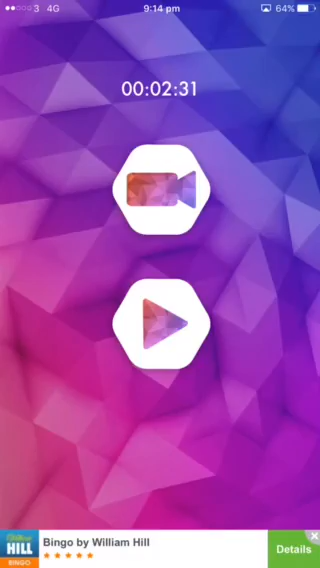 3 4G 9:14 pm 64%
00:02:31
William
HILL
BINGO
Bingo by William Hill
Details